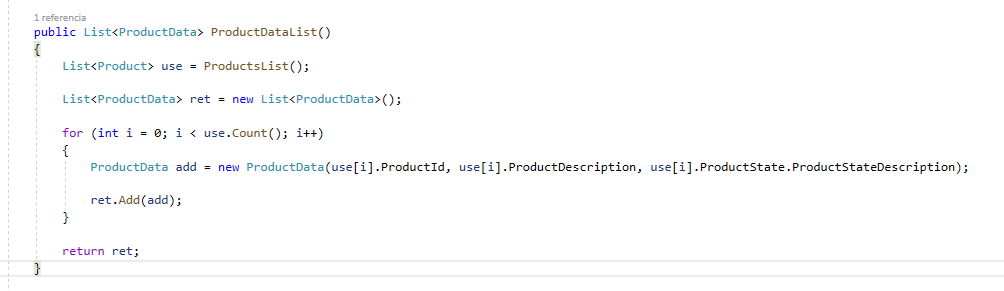 1 referencia
public List<ProductData> ProductDataList()
{
List<Product> use = ProductsList();
List<ProductData> ret = new List<ProductData>();
for (int i = 0; i < use.Count(); i++)
{
ProductData add = new ProductData(use[i].ProductId, use[i].ProductDescription, use[i].ProductState.ProductStateDescription);
ret.Add(add);
}
return ret;
}